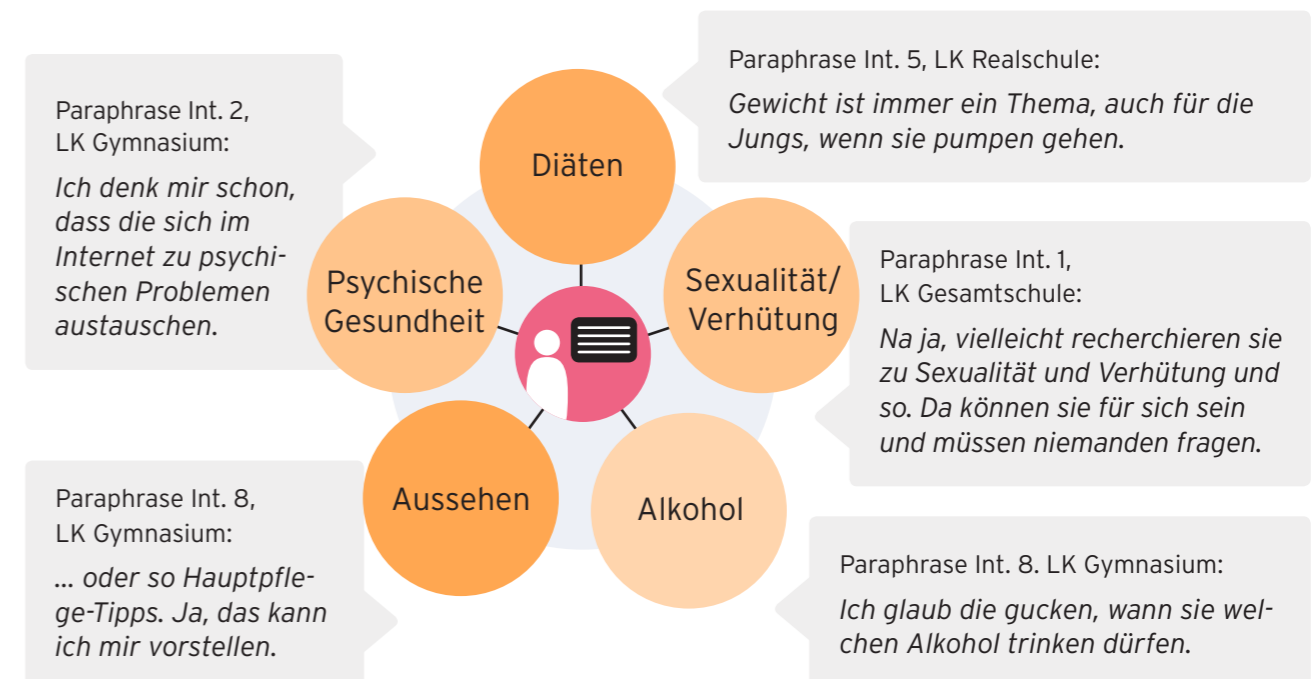 Paraphrase Int. 2,
LK Gymnasium:
Ich denk mir schon,
dass die sich im
Internet zu psychi-
schen Problemen
austauschen.
Paraphrase Int. 5, LK Realschule:
Gewicht ist immer ein Thema, auch für die
Jungs, wenn sie pumpen gehen.
Diäten
Psychische
Gesundheit
Sexualität/
Verhütung
Paraphrase Int. 1,
LK Gesamtschule:
Na ja, vielleicht recherchieren sie
zu Sexualität und Verhütung und
so. Da können sie für sich sein
und müssen niemanden fragen.
Aussehen
Alkohol
Paraphrase Int. 8,
LK Gymnasium:
... oder so Hauptpfle-
ge-Tipps. Ja, das kann
ich mir vorstellen.
Paraphrase Int. 8. LK Gymnasium:
Ich glaub die gucken, wann sie wel-
chen Alkohol trinken dürfen.